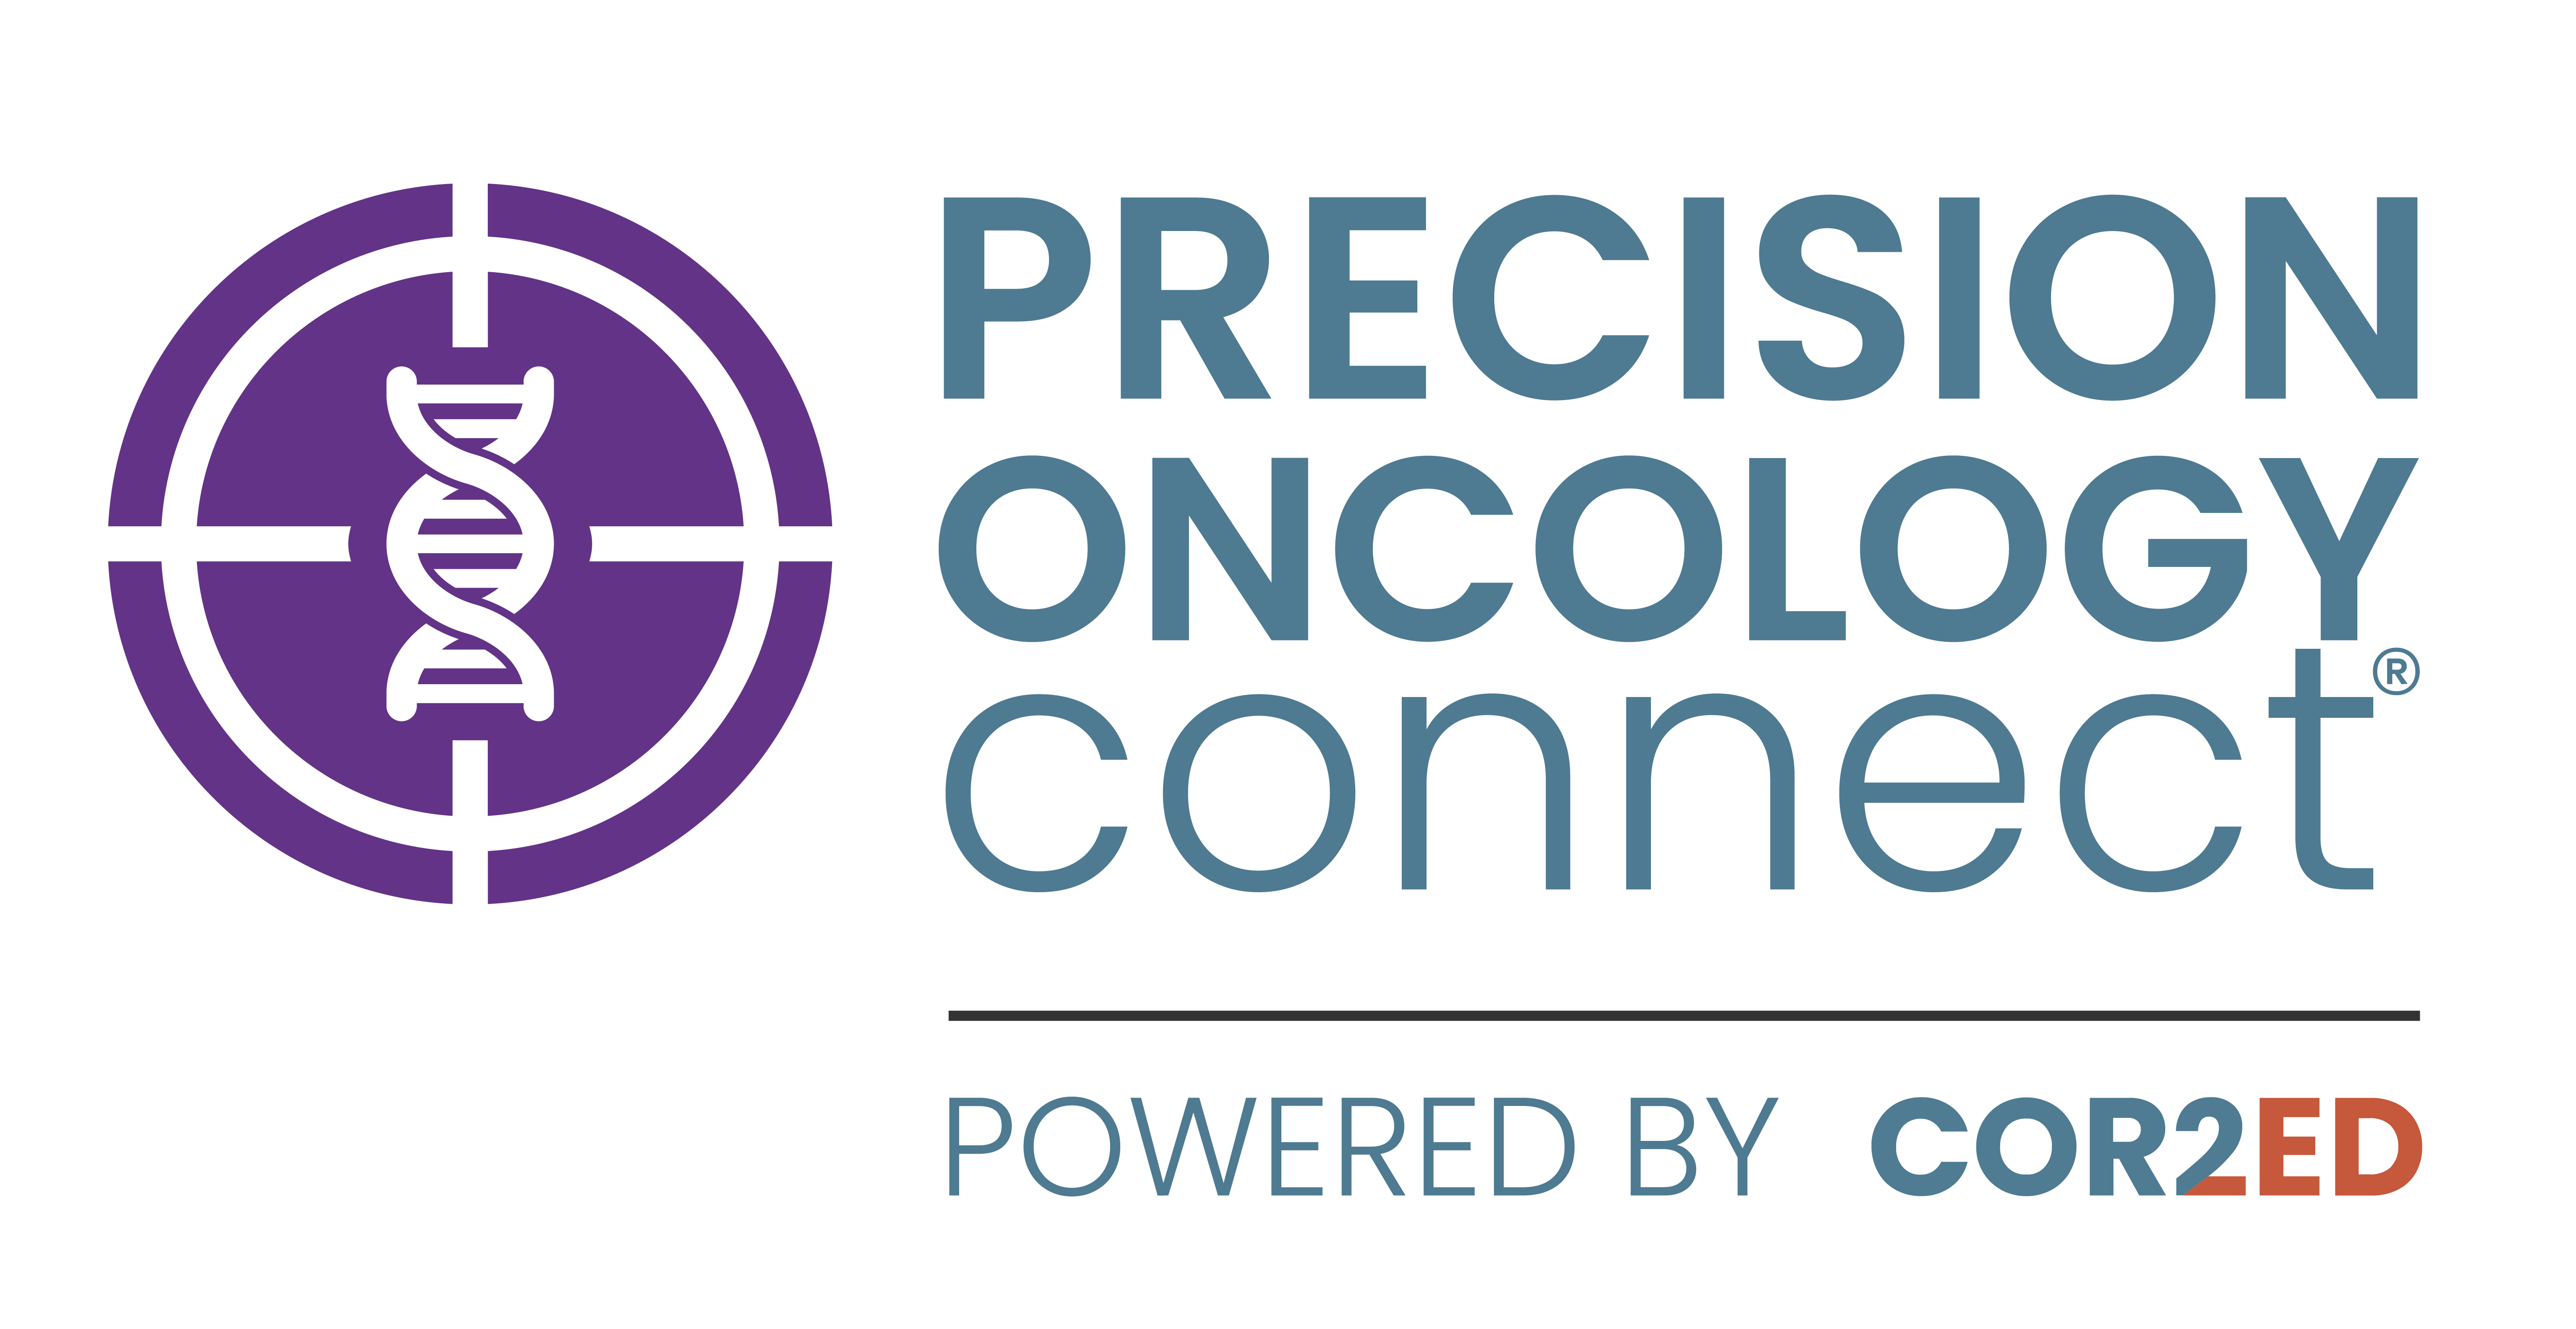 PRECISION
ONCOLOGY
connect®
POWERED BY COR2ED